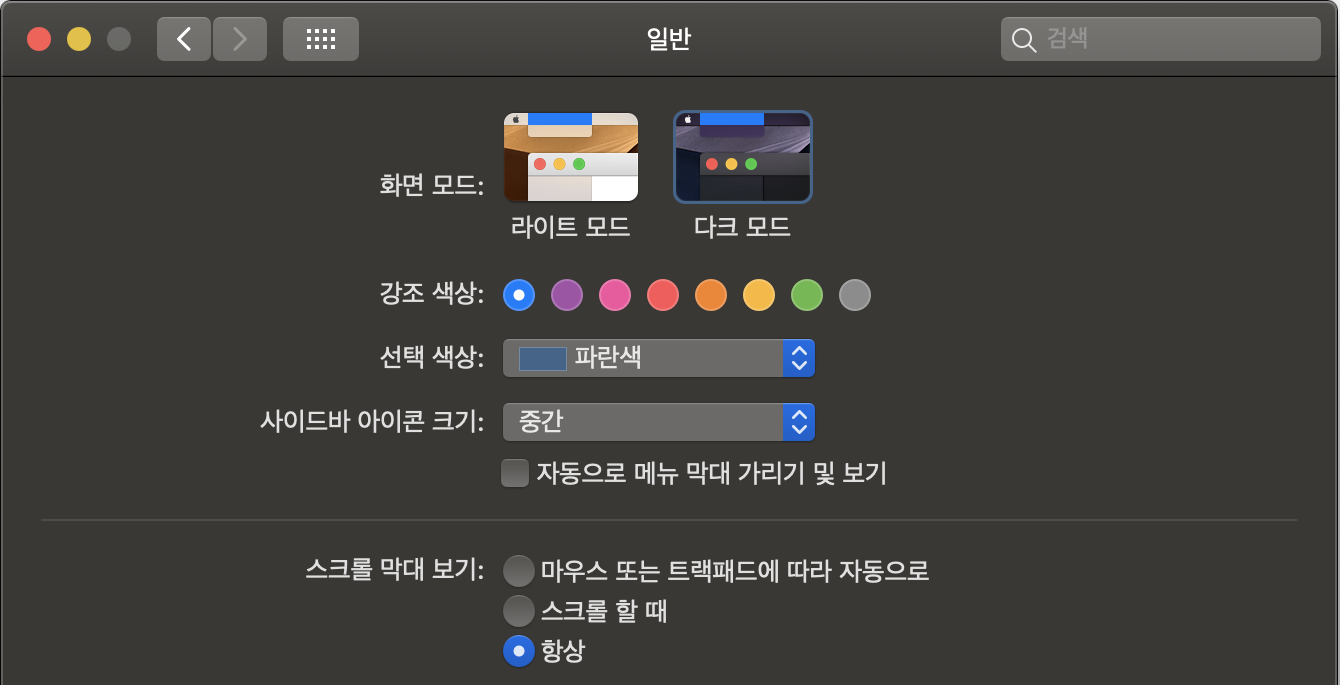 일반
검색
화면 모드:
라이트 모드
다크 모드
강조 색상:
선택 색상: 파란색
사이드바 아이콘 크기: 중간
자동으로 메뉴 막대 가리기 및 보기
스크롤 막대 보기: 마우스 또는 트랙패드에 따라 자동으로
스크롤 할 때
항상